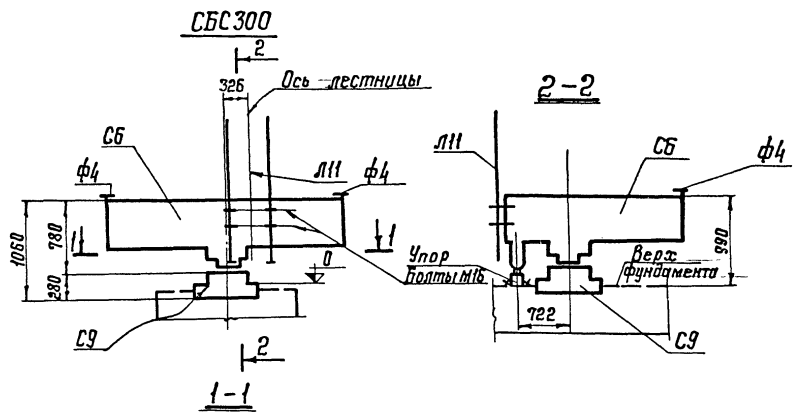 СБС300
2
326
Ось лестницы
2-2
С6
Л11
С6
ф4
Л11
ф4
ф4
1060
780
280
1
1
0
990
Упор
Болты М16
Верх
фундамента
722
С9
2
С9
1-1